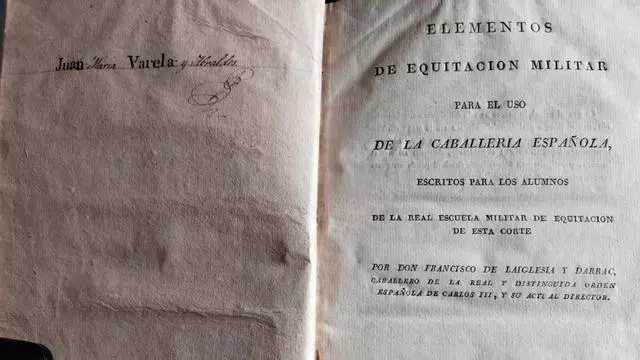 Juan Maria Varela y Ubalde
ELEMENTOS
DE EQUITACION MILITAR
PARA EL USO
DE LA CABALLERIA ESPAÑOLA,
ESCRITOS PARA LOS ALUMNOS
DE LA REAL ESCUELA MILITAR DE EQUITACION
DE ESTA CORTE
POR DON FRANCISCO DE LAIGLESIA Y DARRAC,
CABALLERO DE LA REAL Y DISTINGUIDA ORDEN
ESPAÑOLA DE CARLOS III, Y SU ACTUAL DIRECTOR.